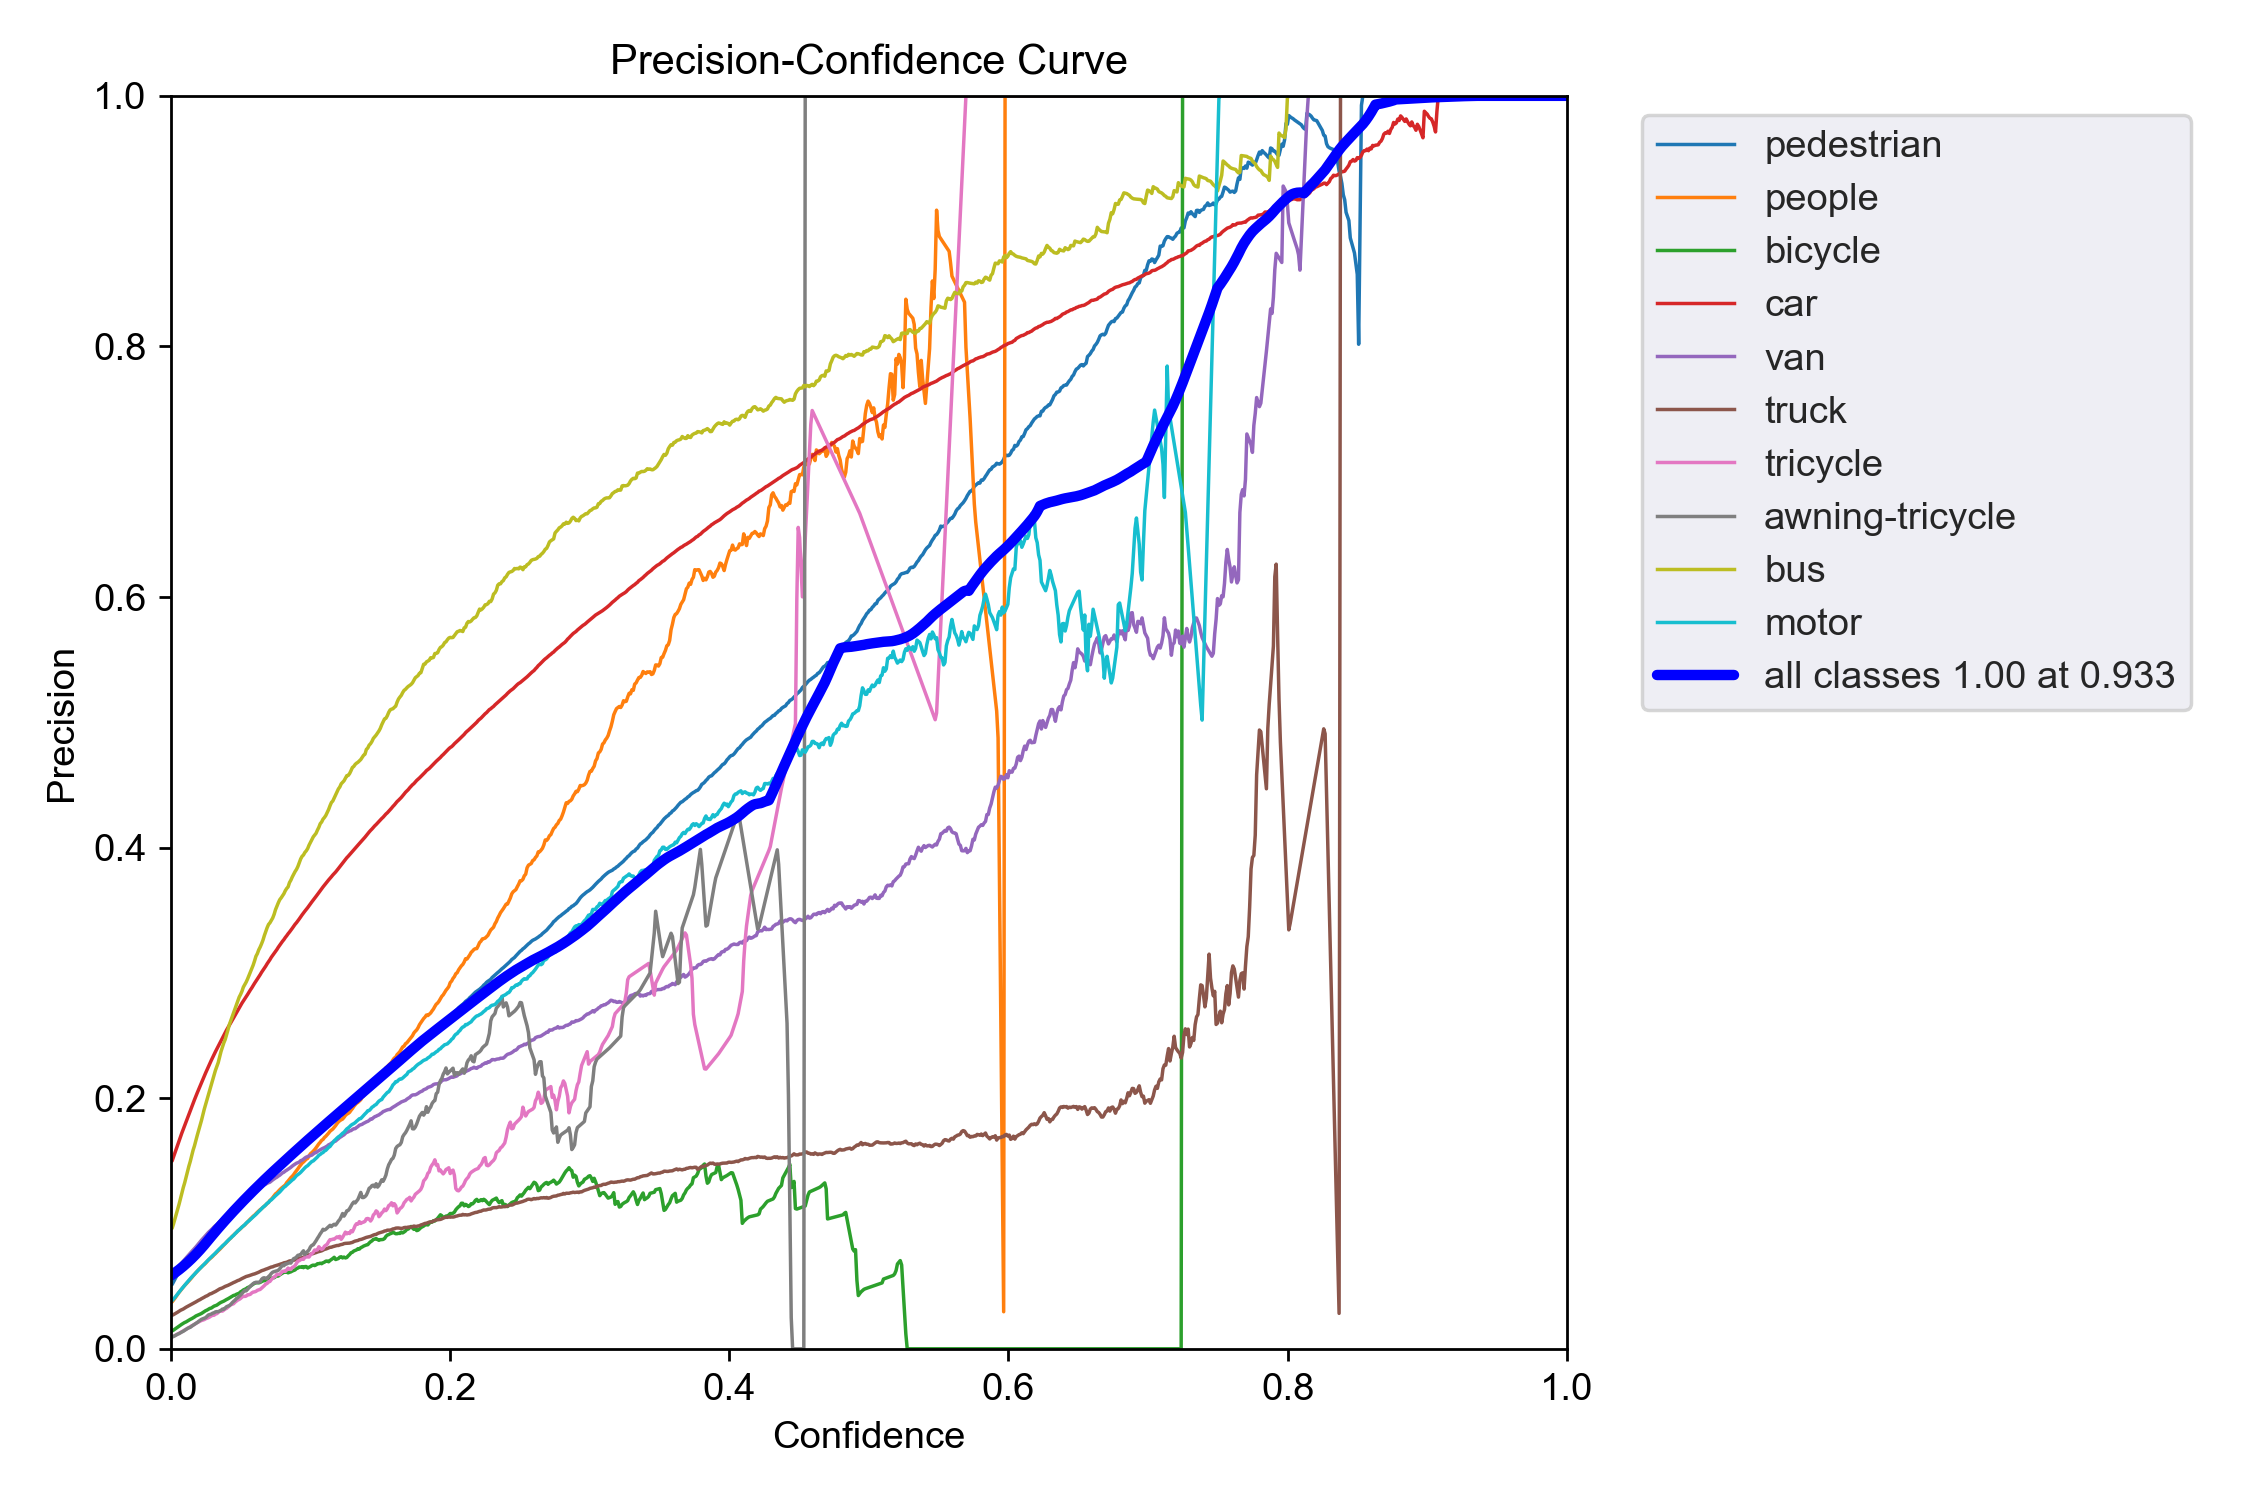 Precision-Confidence Curve
1.0
0.8
0.6
0.4
0.2
0.0
Precision
0.0 0.2 0.4 0.6 0.8 1.0
Confidence
pedestrian
people
bicycle
car
van
truck
tricycle
awning-tricycle
bus
motor
all classes 1.00 at 0.933